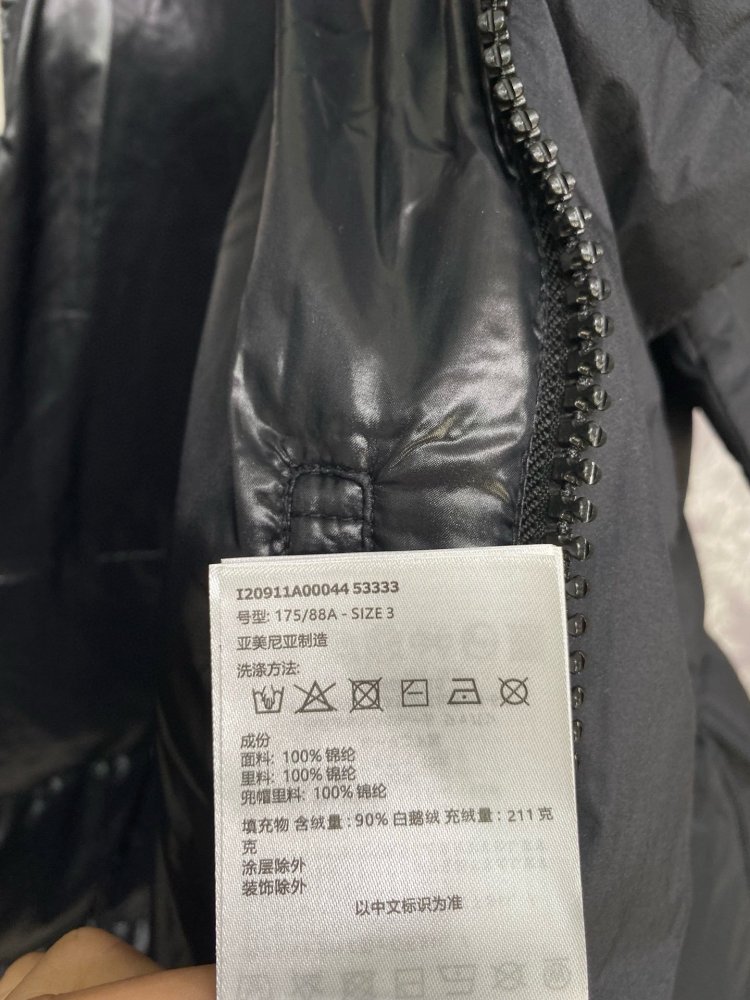 I20911A00044 53333
号型: 175/88A - SIZE 3
亚美尼亚制造
洗涤方法:
成份
面料: 100% 锦纶
里料: 100% 锦纶
兜帽里料: 100% 锦纶
填充物 含绒量 : 90% 白鹅绒 充绒量 : 211 克
克
涂层除外
装饰除外
以中文标识为准